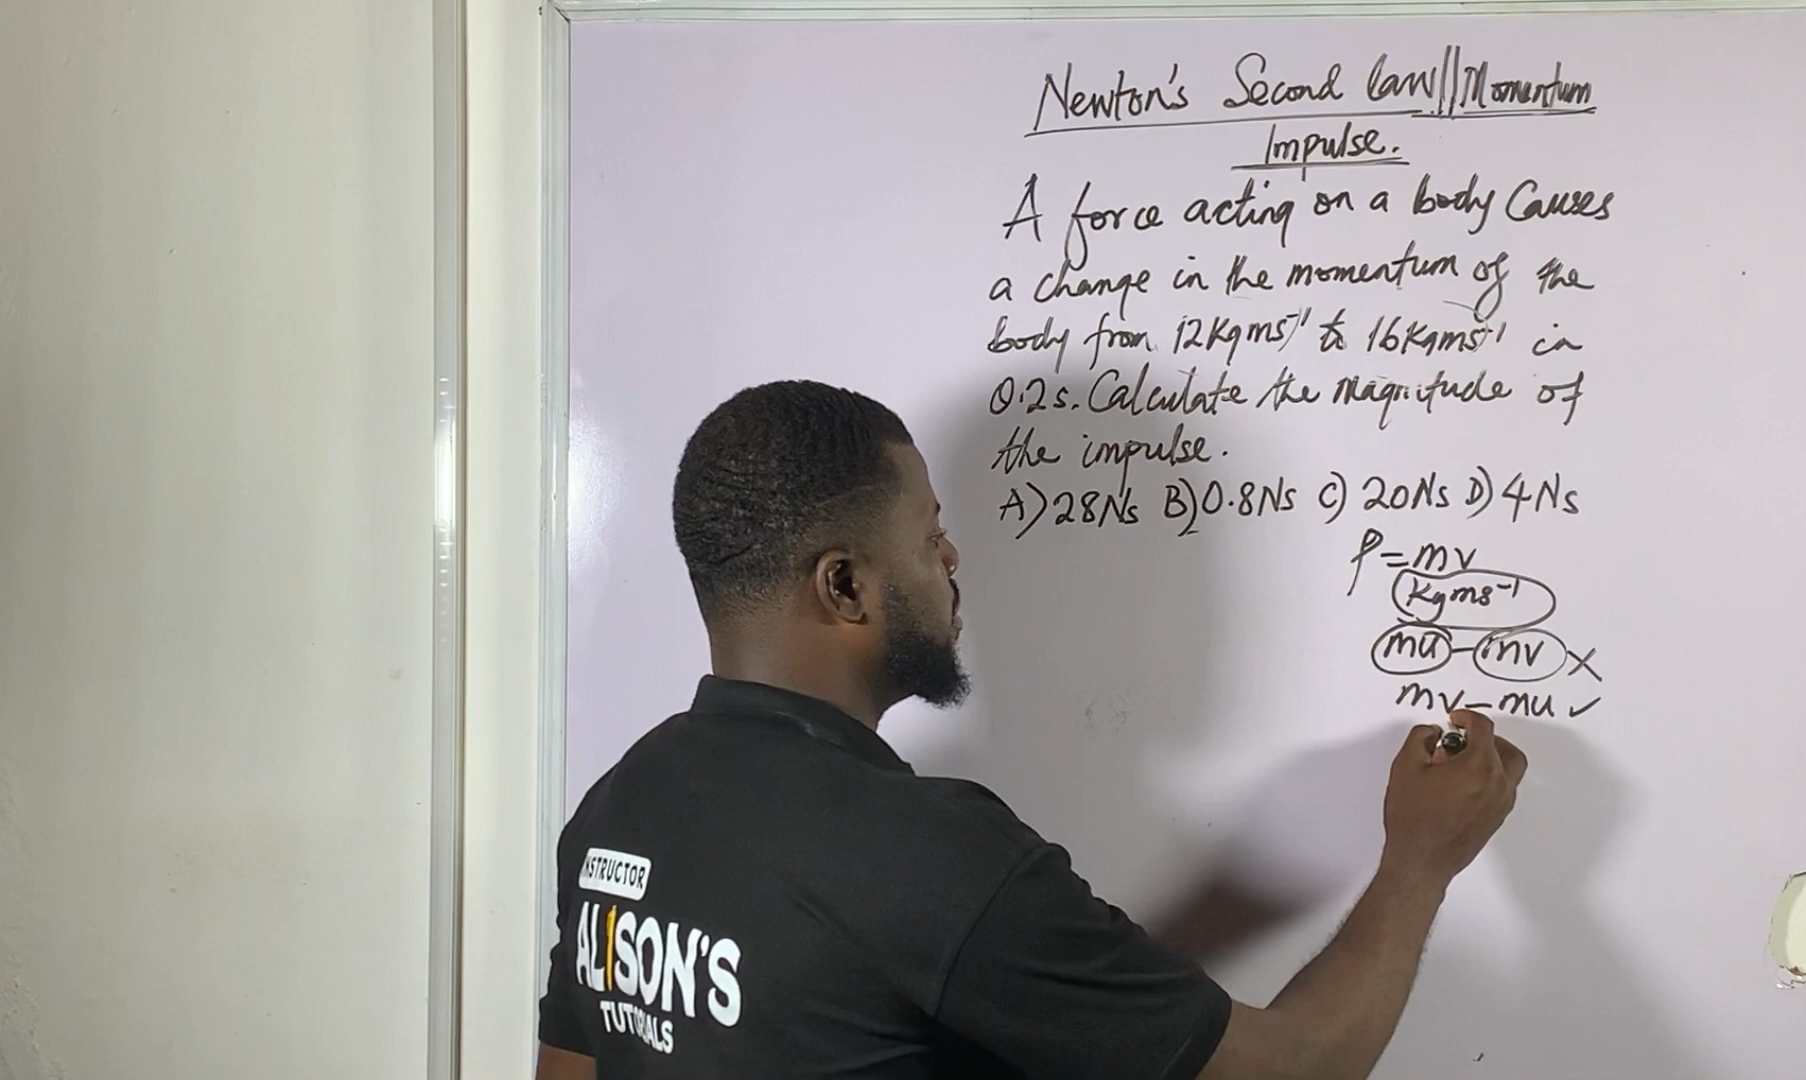 Newton's Second law || Momentum
Impulse.
A force acting on a body Causes
a change in the momentum of the
body from 12Kgms⁻¹ to 16Kgms⁻¹ in
0.2s. Calculate the magnitude of
the impulse.
A) 28Ns B) 0.8Ns C) 20Ns D) 4Ns
P = mv
Kgms⁻¹
mu - mv ×
mv - mu ✓
NSTRUCTOR
AL1SON'S
TUTORIALS